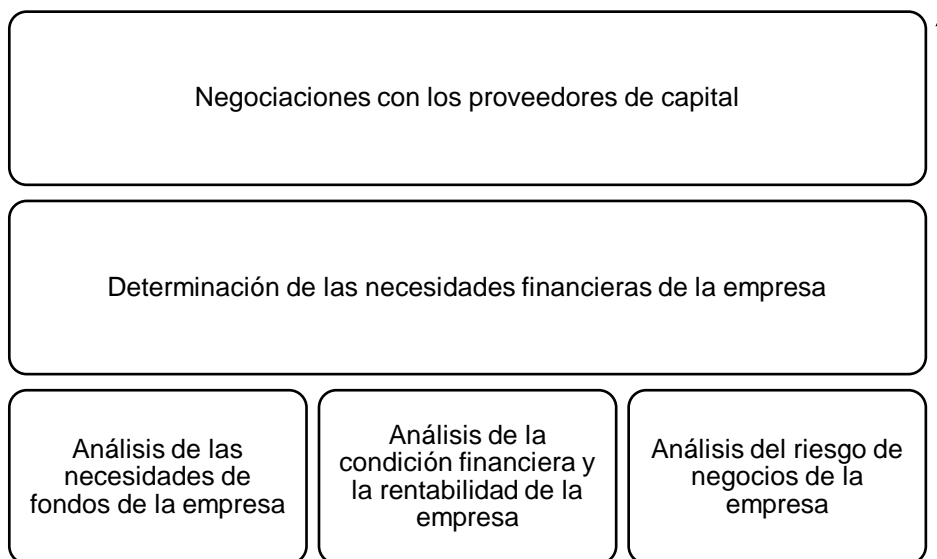 Negociaciones con los proveedores de capital
Determinación de las necesidades financieras de la empresa
Análisis de las
necesidades de
fondos de la empresa
Análisis de la
condición financiera y
la rentabilidad de la
empresa
Análisis del riesgo de
negocios de la
empresa